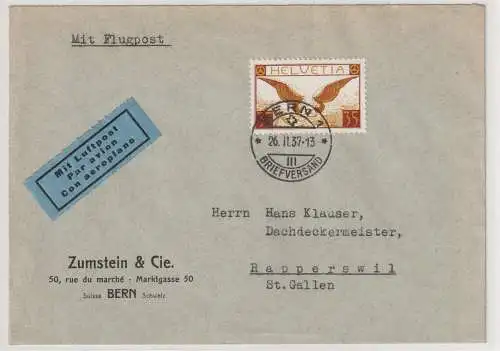 Mit Flugpost
HELVETIA
35
BERN 1
26.II.37-13
III
BRIEFVERSAND
Mit Luftpost
Par avion
Con aeroplano
Herrn Hans Klauser,
Dachdeckermeister,
Rapperswil
St.Gallen
Zumstein & Cie.
50, rue du marché - Marktgasse 50
Suisse BERN Schweiz